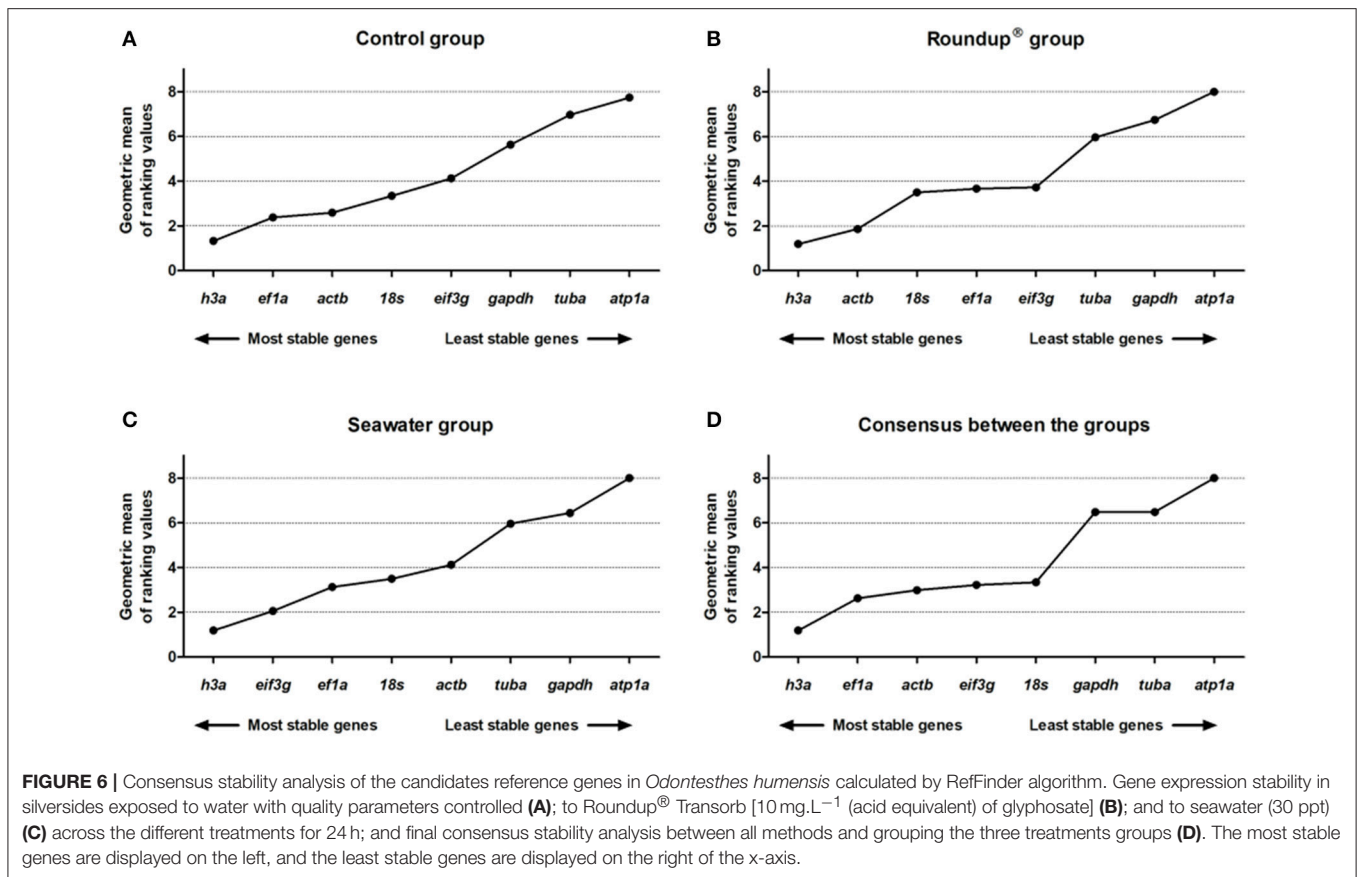 A
Control group
Geometric mean
of ranking values
8
6
4
2
0
h3a ef1a actb 18s eif3g gapdh tuba atp1a
Most stable genes Least stable genes
B
Roundup® group
Geometric mean
of ranking values
8
6
4
2
0
h3a actb 18s ef1a eif3g tuba gapdh atp1a
Most stable genes Least stable genes
C
Seawater group
Geometric mean
of ranking values
8
6
4
2
0
h3a eif3g ef1a 18s actb tuba gapdh atp1a
Most stable genes Least stable genes
D
Consensus between the groups
Geometric mean
of ranking values
8
6
4
2
0
h3a ef1a actb eif3g 18s gapdh tuba atp1a
Most stable genes Least stable genes
FIGURE 6 | Consensus stability analysis of the candidates reference genes in Odontesthes humensis calculated by RefFinder algorithm. Gene expression stability in
silversides exposed to water with quality parameters controlled (A); to Roundup® Transorb [10 mg.L−1 (acid equivalent) of glyphosate] (B); and to seawater (30 ppt)
(C) across the different treatments for 24 h; and final consensus stability analysis between all methods and grouping the three treatments groups (D). The most stable
genes are displayed on the left, and the least stable genes are displayed on the right of the x-axis.